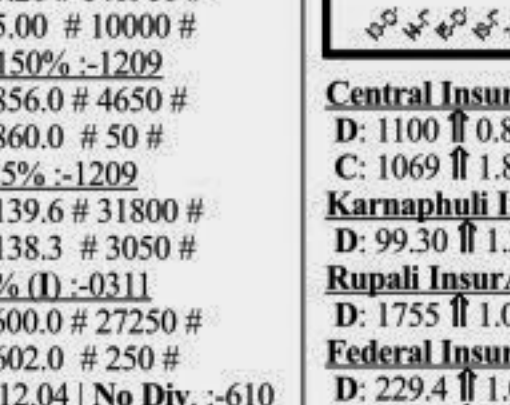 5.00 # 10000 #
150% :-1209
856.0 # 4650 #
860.0 # 50 #
5% :-1209
139.6 # 31800 #
138.3 # 3050 #
% (I) :-0311
600.0 # 27250 #
602.0 # 250 #
12.04 | No Div. :-610
Central Insur
D: 1100 ⇑ 0.8
C: 1069 ⇑ 1.8
Karnaphuli I
D: 99.30 ⇑ 1.
Rupali Insur
D: 1755 ⇑ 1.0
Federal Insur
D: 229.4 ⇑ 1.0